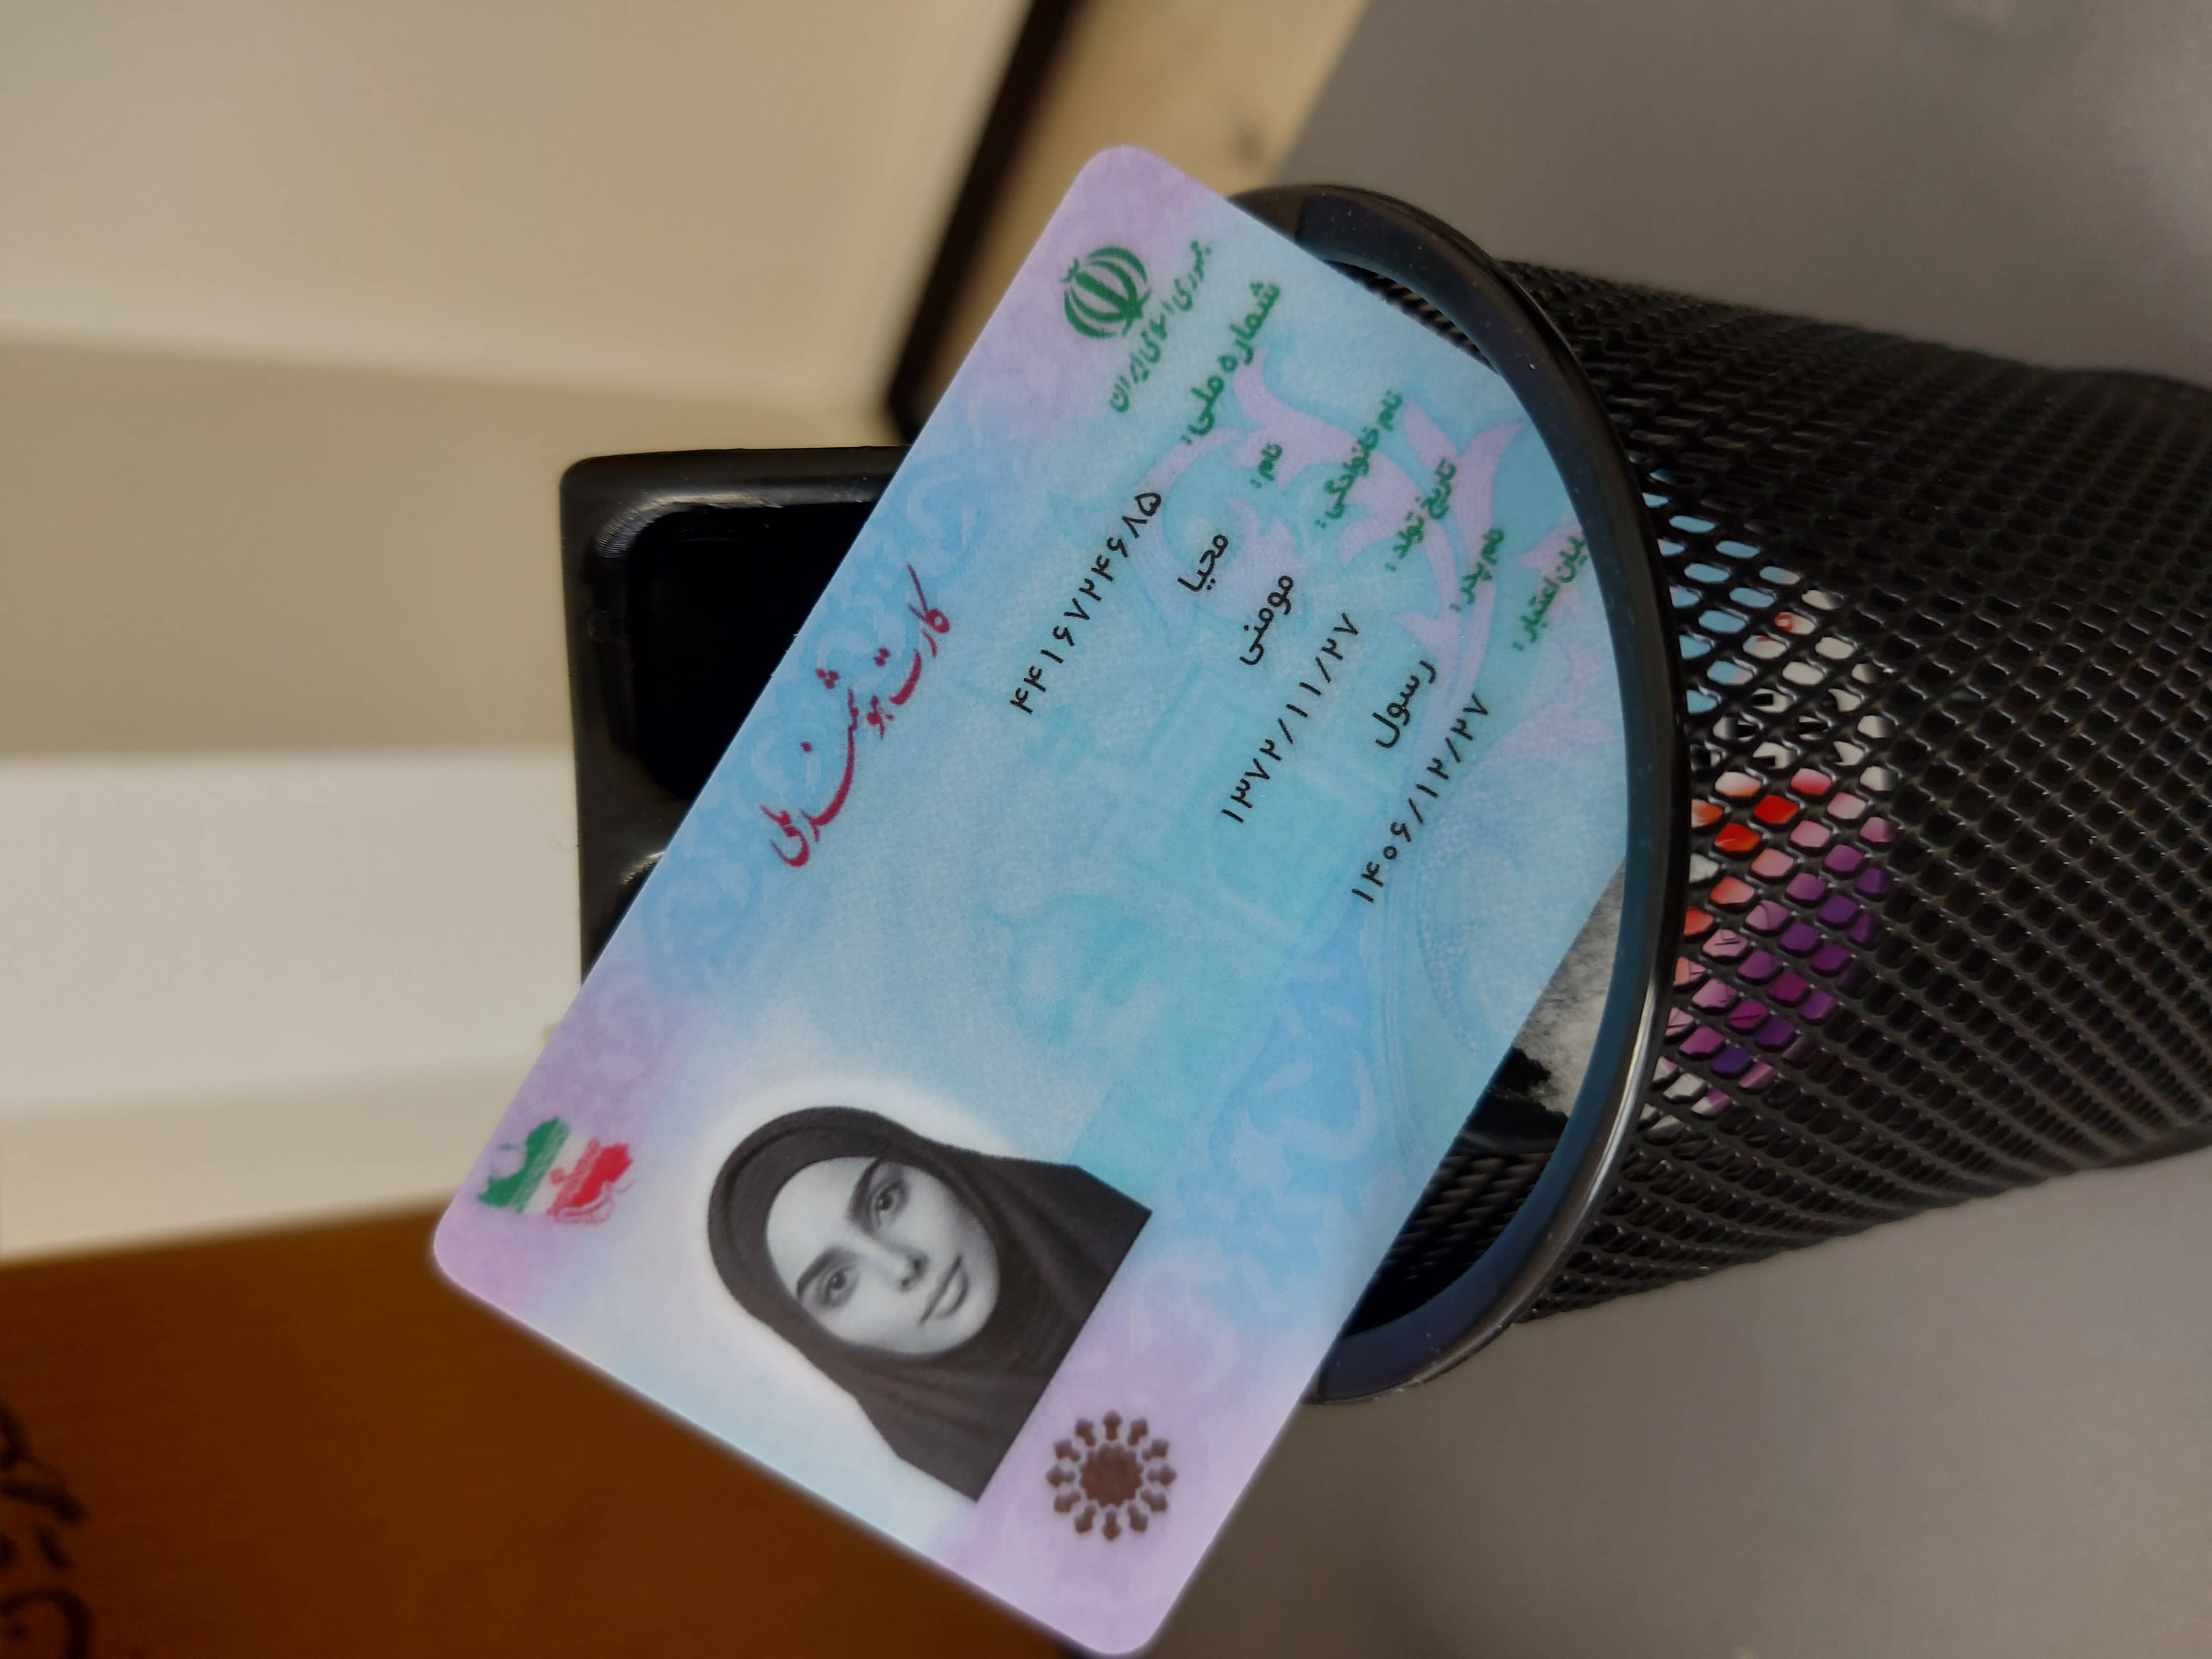 جمهوری اسلامی ایران
کارت هوشمند ملی
شماره ملی: ۴۴۱۶۷۲۴۶۸۵
نام: محیا
نام خانوادگی: مومنی
تاریخ تولد: ۱۳۷۲/۱۱/۲۷
نام پدر: رسول
پایان اعتبار: ۱۴۰۶/۱۲/۲۷